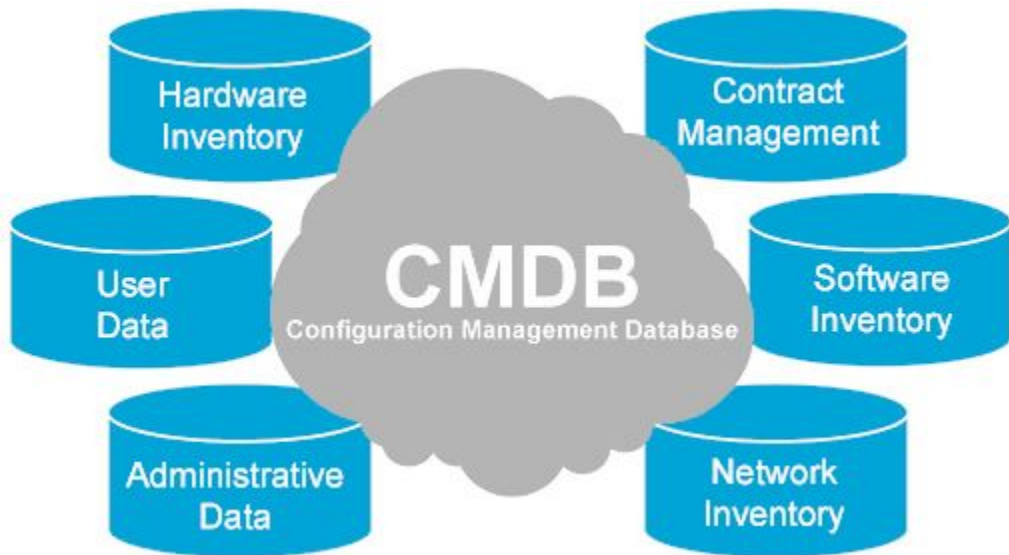 Hardware
Inventory
Contract
Management
User
Data
CMDB
Configuration Management Database
Software
Inventory
Administrative
Data
Network
Inventory